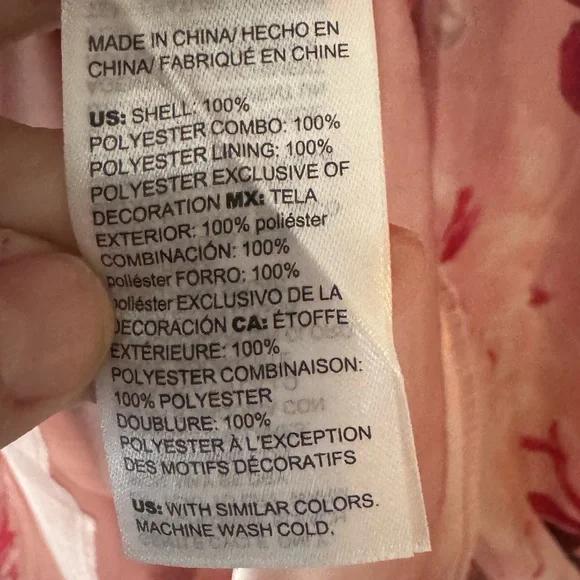 MADE IN CHINA/ HECHO EN
CHINA/ FABRIQUÉ EN CHINE
US: SHELL: 100%
POLYESTER COMBO: 100%
POLYESTER LINING: 100%
POLYESTER EXCLUSIVE OF
DECORATION MX: TELA
EXTERIOR: 100% poliéster
COMBINACIÓN: 100%
poliéster FORRO: 100%
poliéster EXCLUSIVO DE LA
DECORACIÓN CA: ÉTOFFE
EXTÉRIEURE: 100%
POLYESTER COMBINAISON:
100% POLYESTER
DOUBLURE: 100%
POLYESTER À L'EXCEPTION
DES MOTIFS DÉCORATIFS
US: WITH SIMILAR COLORS.
MACHINE WASH COLD.